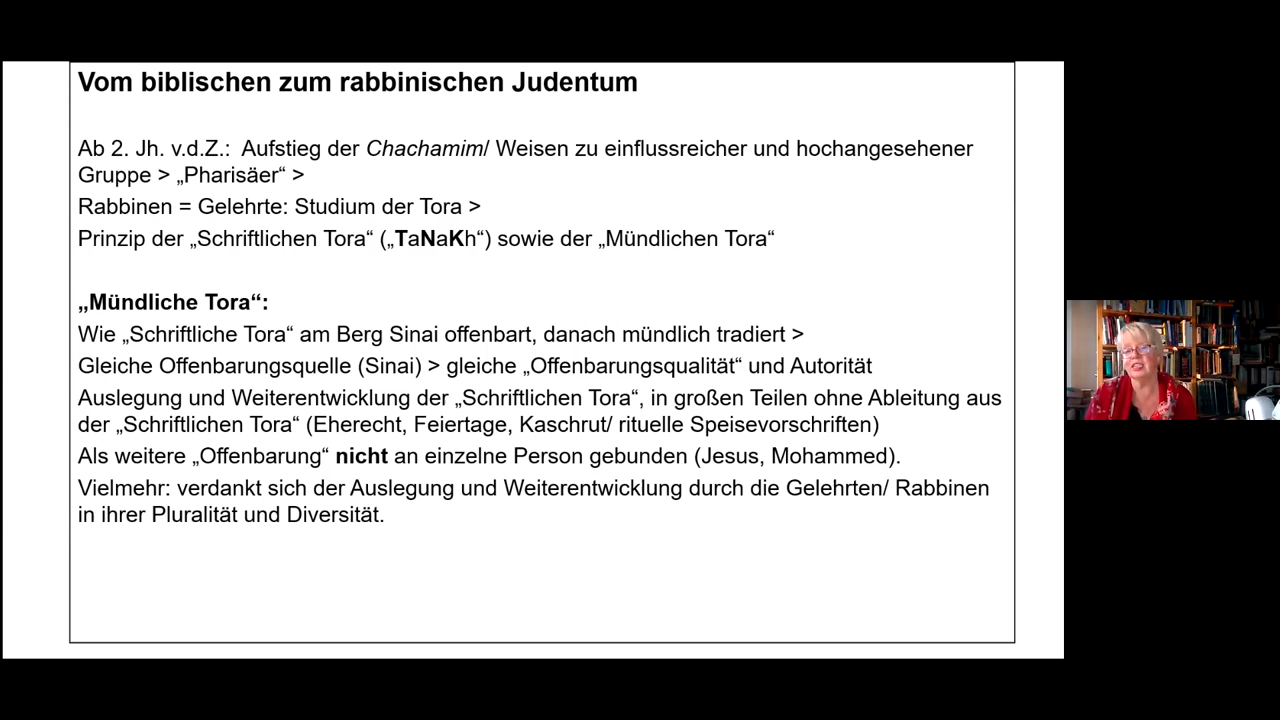 Vom biblischen zum rabbinischen Judentum
Ab 2. Jh. v.d.Z.:  Aufstieg der Chachamim/ Weisen zu einflussreicher und hochangesehener
Gruppe > „Pharisäer“ >
Rabbinen = Gelehrte: Studium der Tora >
Prinzip der „Schriftlichen Tora“ („TaNaKh“) sowie der „Mündlichen Tora“
„Mündliche Tora“:
Wie „Schriftliche Tora“ am Berg Sinai offenbart, danach mündlich tradiert >
Gleiche Offenbarungsquelle (Sinai) > gleiche „Offenbarungsqualität“ und Autorität
Auslegung und Weiterentwicklung der „Schriftlichen Tora“, in großen Teilen ohne Ableitung aus
der „Schriftlichen Tora“ (Eherecht, Feiertage, Kaschrut/ rituelle Speisevorschriften)
Als weitere „Offenbarung“ nicht an einzelne Person gebunden (Jesus, Mohammed).
Vielmehr: verdankt sich der Auslegung und Weiterentwicklung durch die Gelehrten/ Rabbinen
in ihrer Pluralität und Diversität.